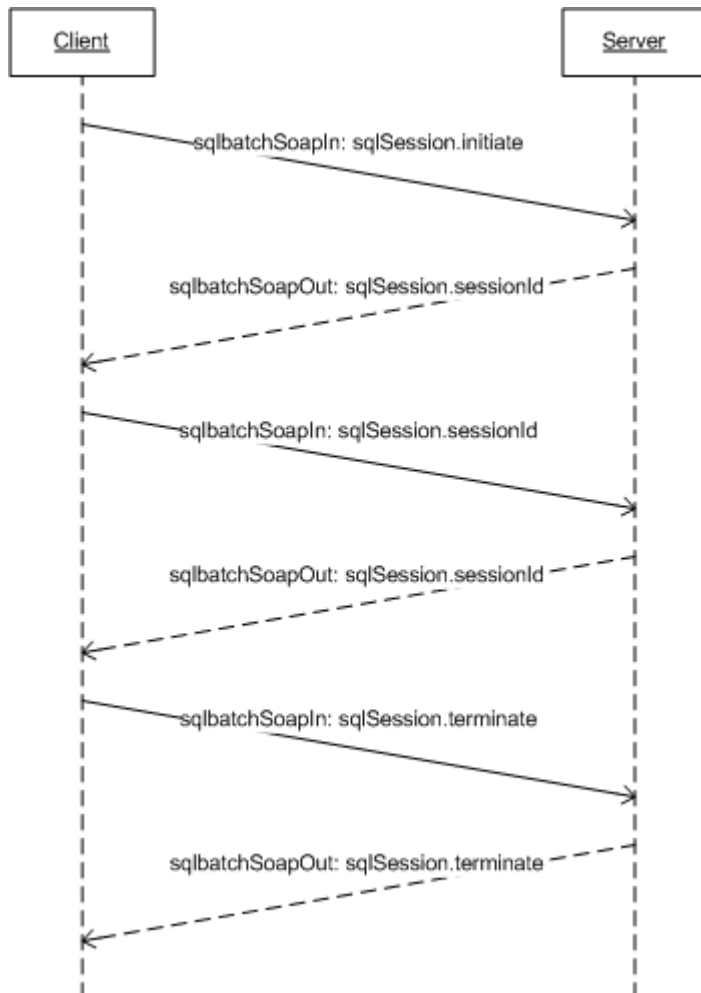 Client
Server
sqlbatchSoapIn: sqlSession.initiate
sqlbatchSoapOut: sqlSession.sessionId
sqlbatchSoapIn: sqlSession.sessionId
sqlbatchSoapOut: sqlSession.sessionId
sqlbatchSoapIn: sqlSession.terminate
sqlbatchSoapOut: sqlSession.terminate